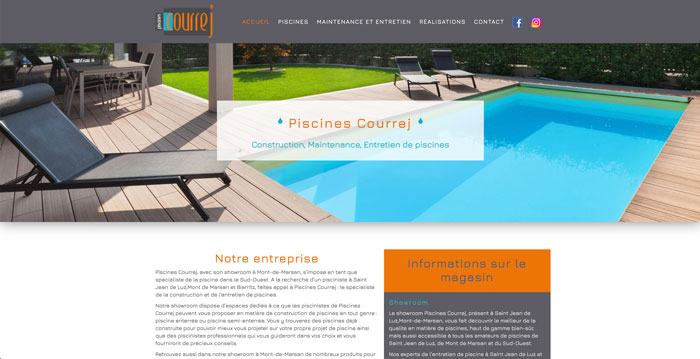 piscines
Courrej
ACCUEIL PISCINES MAINTENANCE ET ENTRETIEN RÉALISATIONS CONTACT
Piscines Courrej
Construction, Maintenance, Entretien de piscines
Notre entreprise
Piscines Courrej, avec son showroom à Mont-de-Marsan, s'impose en tant que
spécialiste de la piscine dans le Sud-Ouest. A la recherche d'un pisciniste à Saint
Jean de Luz,Mont de Marsan et Biarritz, faites appel à Piscines Courrej : le spécialiste
de la construction et de l'entretien de piscines.
Notre showroom dispose d'espaces dédiés à ce que les piscinistes de Piscines
Courrej peuvent vous proposer en matière de construction de piscines en tout genre :
piscine enterrée ou piscine semi-enterrée. Vous y trouverez des piscines déjà
construite pour pouvoir mieux vous projeter sur votre propre projet de piscine ainsi
que des piscinistes professionnels qui vous guideront dans vos choix et vous
fourniront de précieux conseils.
Retrouvez aussi dans notre showroom à Mont-de-Marsan de nombreux produits pour
Informations sur le
magasin
Showroom
Le showroom Piscines Courrej, présent à Saint Jean de
Luz,Mont-de-Marsan, vous fait découvrir le meilleur de la
qualité en matière de piscines, haut de gamme bien-sûr
mais aussi accessible à tous les amateurs de piscines de
Saint Jean de Luz, de Mont de Marsan et du Sud-Ouest.
Nos experts de l'entretien de piscine à Saint Jean de Luz et